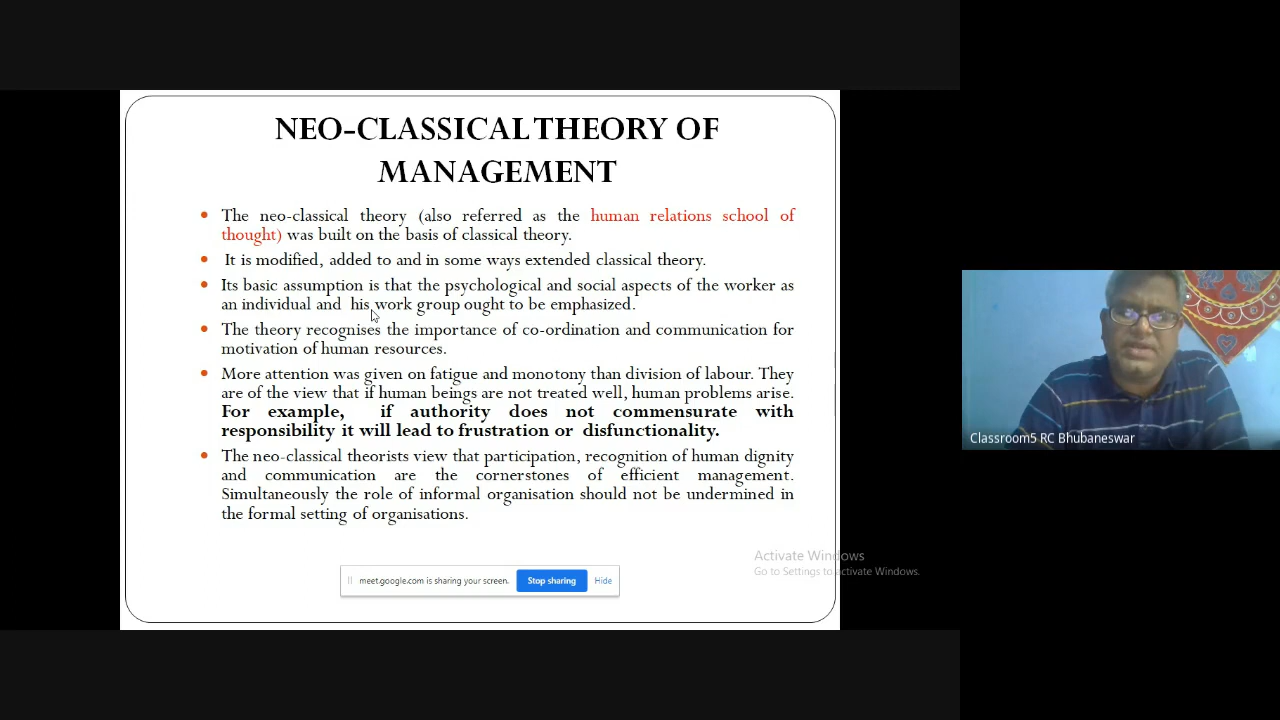 NEO-CLASSICAL THEORY OF
MANAGEMENT
• The neo-classical theory (also referred as the human relations school of
thought) was built on the basis of classical theory.
• It is modified, added to and in some ways extended classical theory.
• Its basic assumption is that the psychological and social aspects of the worker as
an individual and his work group ought to be emphasized.
• The theory recognises the importance of co-ordination and communication for
motivation of human resources.
• More attention was given on fatigue and monotony than division of labour. They
are of the view that if human beings are not treated well, human problems arise.
For example, if authority does not commensurate with
responsibility it will lead to frustration or disfunctionality.
• The neo-classical theorists view that participation, recognition of human dignity
and communication are the cornerstones of efficient management.
Simultaneously the role of informal organisation should not be undermined in
the formal setting of organisations.
meet.google.com is sharing your screen. Stop sharing Hide
Activate Windows
Go to Settings to activate Windows.
Classroom5 RC Bhubaneswar